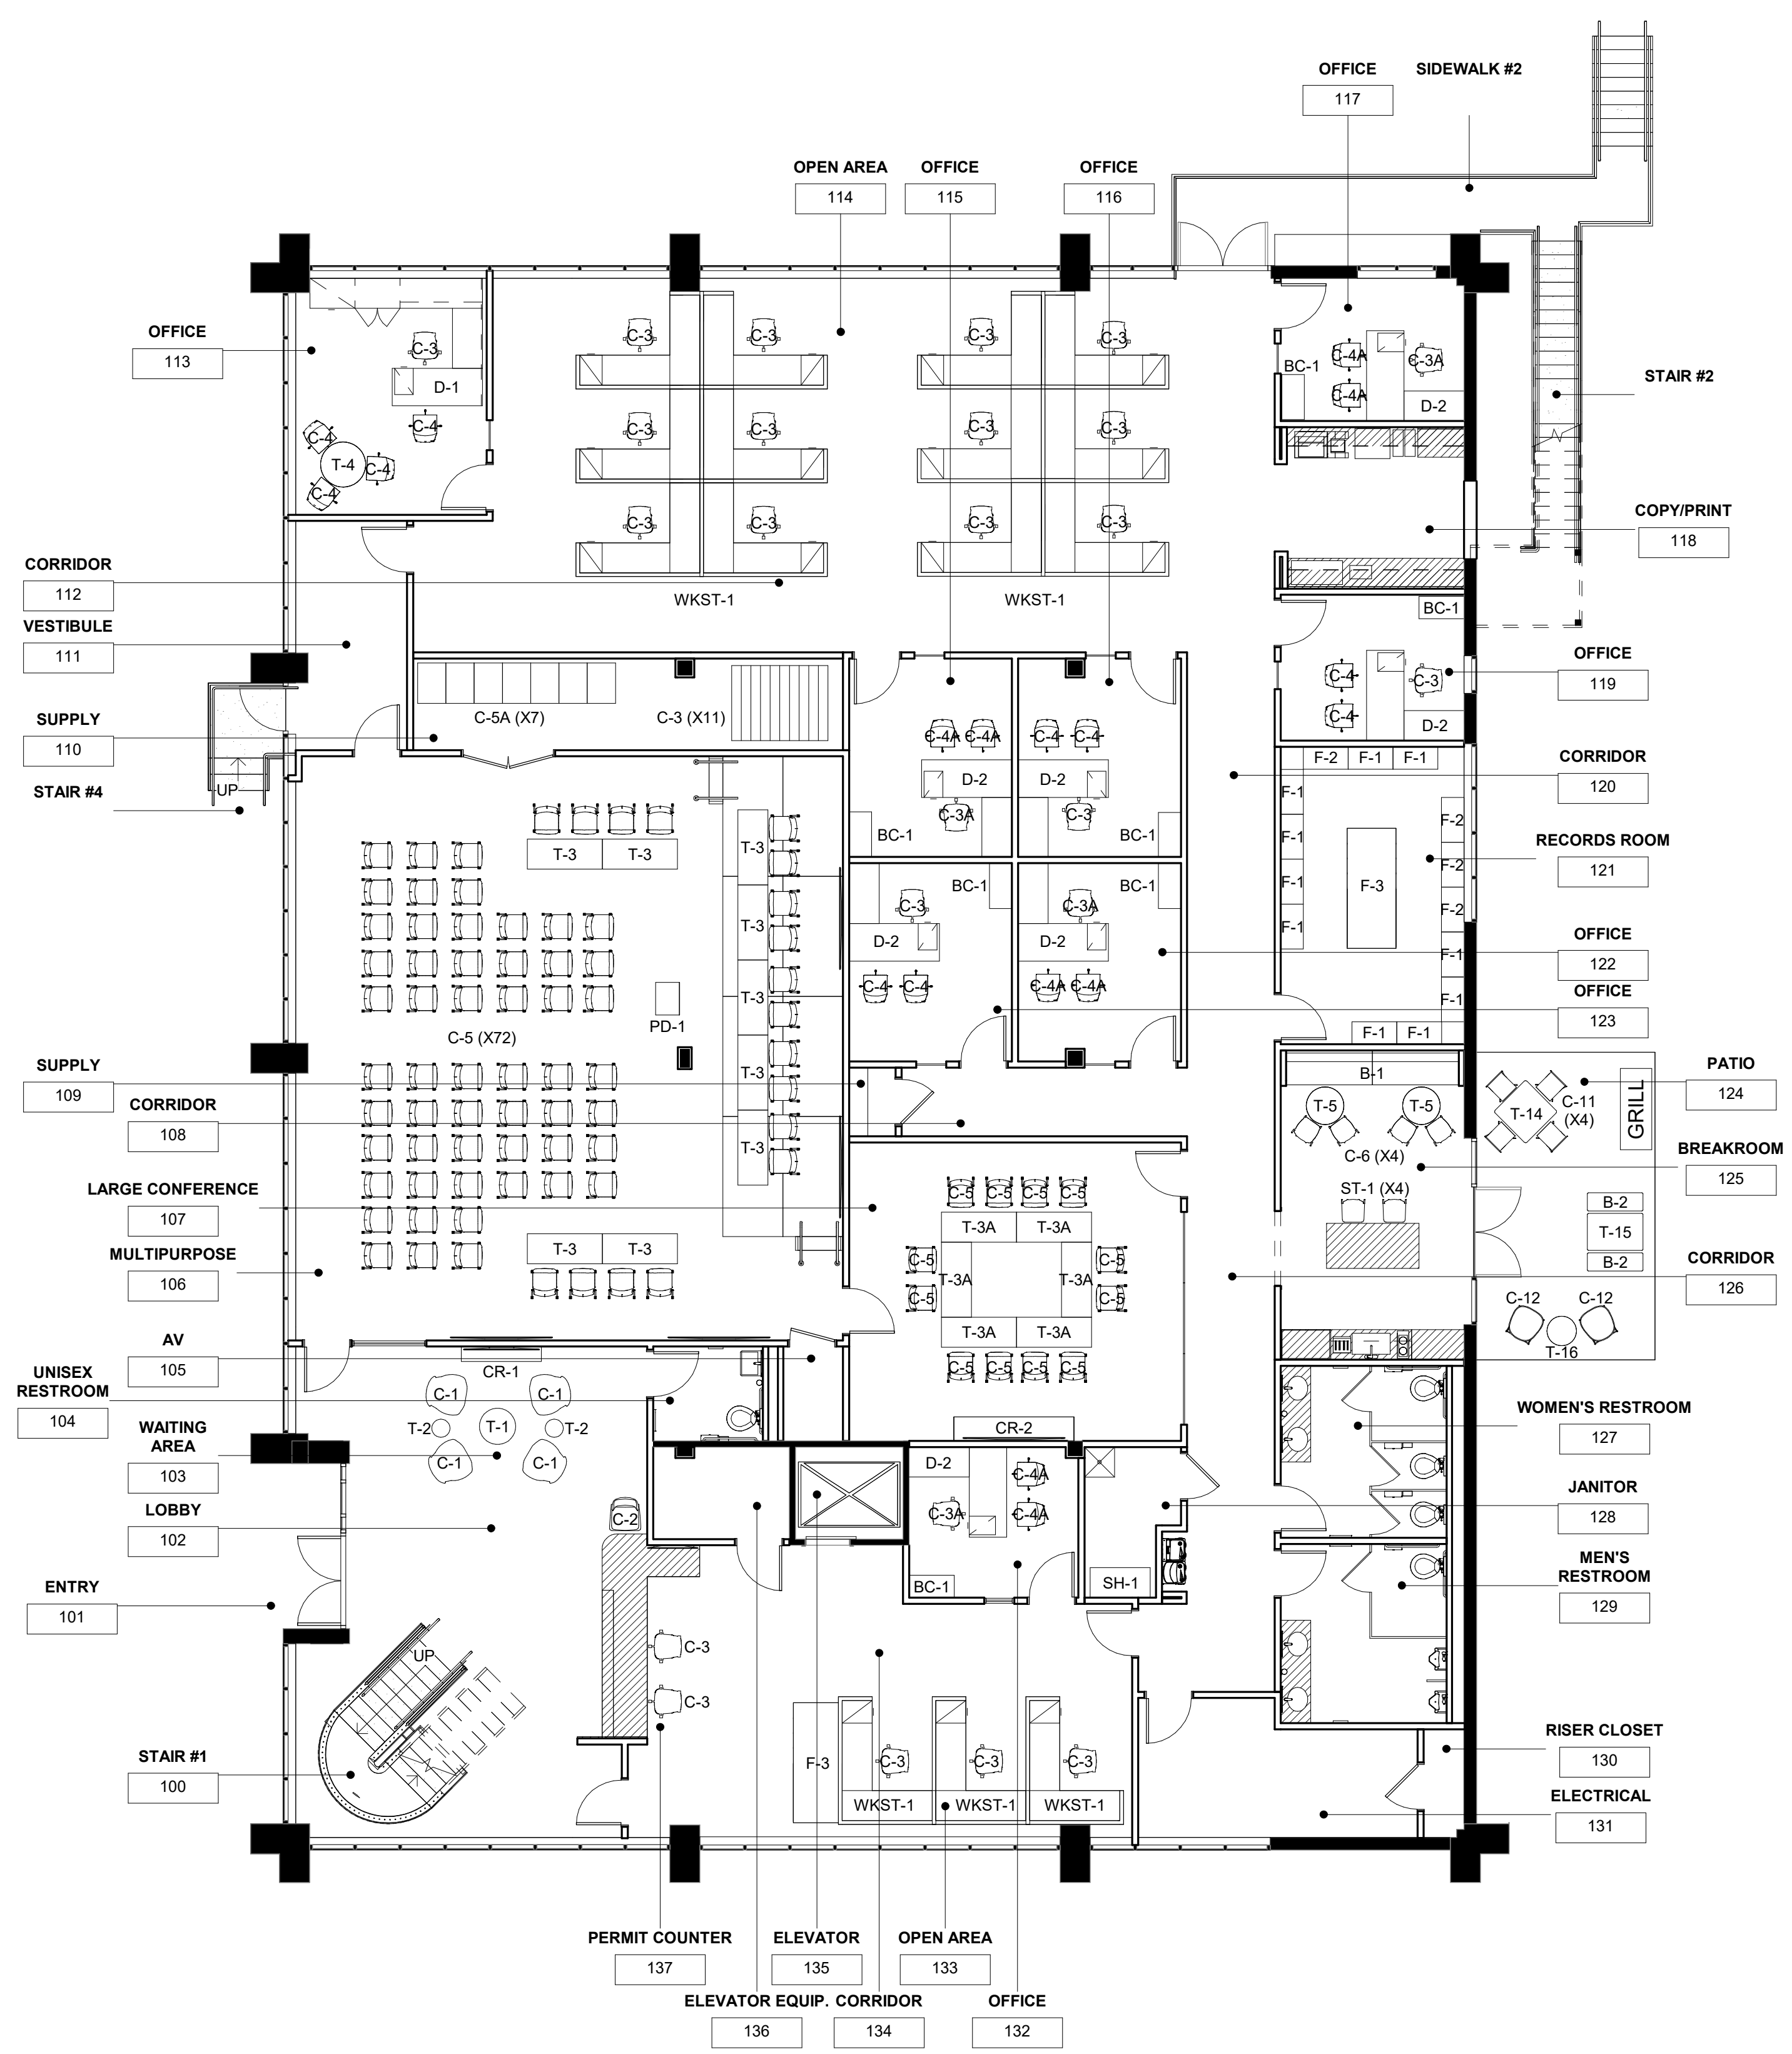 OFFICE
117
SIDEWALK #2
OPEN AREA
114
OFFICE
115
OFFICE
116
OFFICE
113
C-3
D-1
C-4
C-4
T-4
C-4
C-4
C-3
C-3
C-3
C-3
C-3
C-3
C-3
C-3
C-3
C-3
C-3
C-3
WKST-1
WKST-1
BC-1
C-4A
C-4A
C-3A
D-2
STAIR #2
COPY/PRINT
118
CORRIDOR
112
VESTIBULE
111
SUPPLY
110
STAIR #4
UP
C-5A (X7)
C-3 (X11)
BC-1
C-4
C-4
C-3
D-2
OFFICE
119
C-4A
C-4A
D-2
C-3A
BC-1
C-4
C-4
D-2
C-3
BC-1
CORRIDOR
120
F-2
F-1
F-1
F-1
F-1
F-1
F-1
F-3
F-2
F-2
F-2
F-1
F-1
F-1
F-1
RECORDS ROOM
121
BC-1
C-3
D-2
C-4
C-4
BC-1
C-3A
D-2
C-4A
C-4A
OFFICE
122
OFFICE
123
T-3
T-3
T-3
T-3
T-3
T-3
T-3
C-5 (X72)
PD-1
T-3
T-3
SUPPLY
109
CORRIDOR
108
LARGE CONFERENCE
107
MULTIPURPOSE
106
B-1
T-5
T-5
C-6 (X4)
ST-1 (X4)
T-14
C-11
(X4)
GRILL
PATIO
124
BREAKROOM
125
B-2
T-15
B-2
CORRIDOR
126
C-12
C-12
T-16
C-5
C-5
C-5
C-5
T-3A
T-3A
C-5
C-5
T-3A
T-3A
C-5
C-5
T-3A
T-3A
C-5
C-5
C-5
C-5
CR-2
AV
105
UNISEX
RESTROOM
104
WAITING
AREA
103
LOBBY
102
ENTRY
101
CR-1
C-1
C-1
T-2
T-1
T-2
C-1
C-1
C-2
D-2
C-4A
C-3A
C-4A
BC-1
SH-1
WOMEN'S RESTROOM
127
JANITOR
128
MEN'S
RESTROOM
129
UP
C-3
C-3
STAIR #1
100
F-3
C-3
C-3
C-3
WKST-1
WKST-1
WKST-1
RISER CLOSET
130
ELECTRICAL
131
PERMIT COUNTER
137
ELEVATOR
135
OPEN AREA
133
ELEVATOR EQUIP.
136
CORRIDOR
134
OFFICE
132